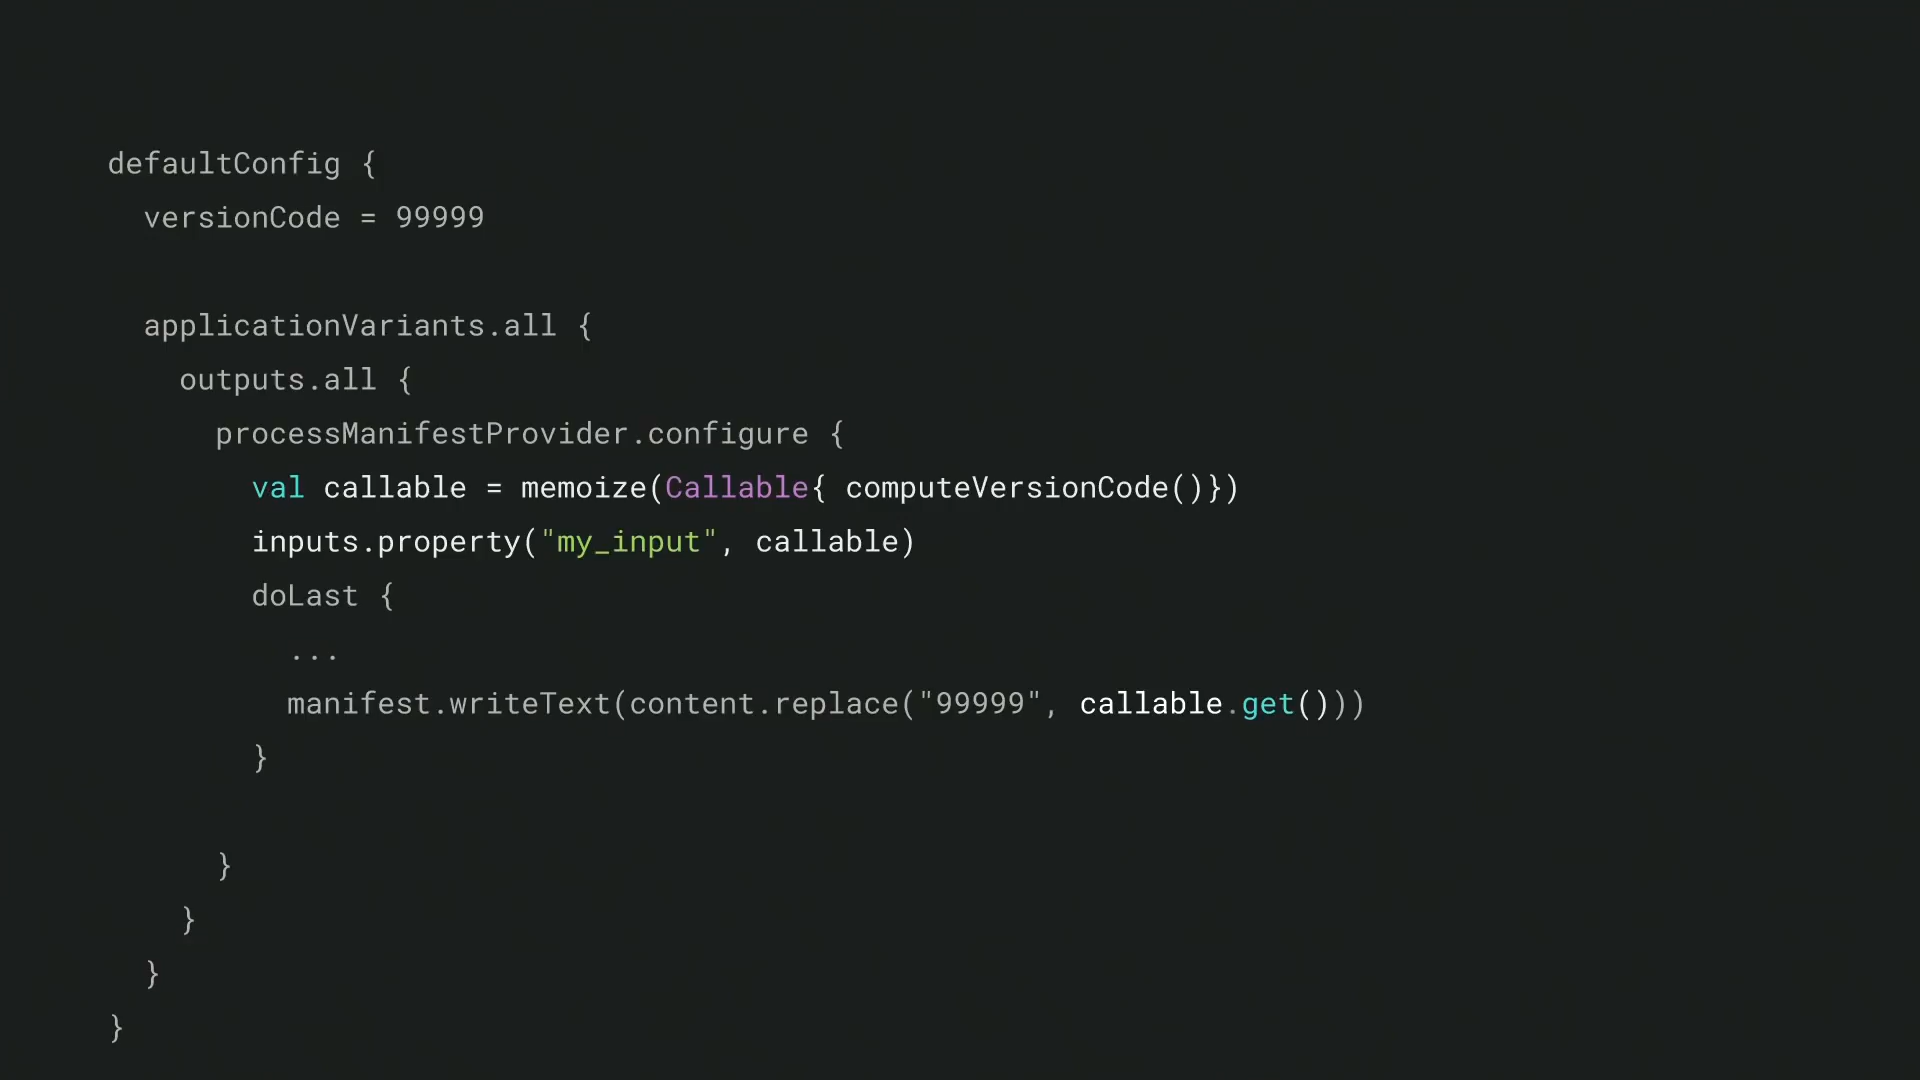 defaultConfig {
versionCode = 99999
applicationVariants.all {
outputs.all {
processManifestProvider.configure {
val callable = memoize(Callable{ computeVersionCode()})
inputs.property("my_input", callable)
doLast {
...
manifest.writeText(content.replace("99999", callable.get()))
}
}
}
}
}